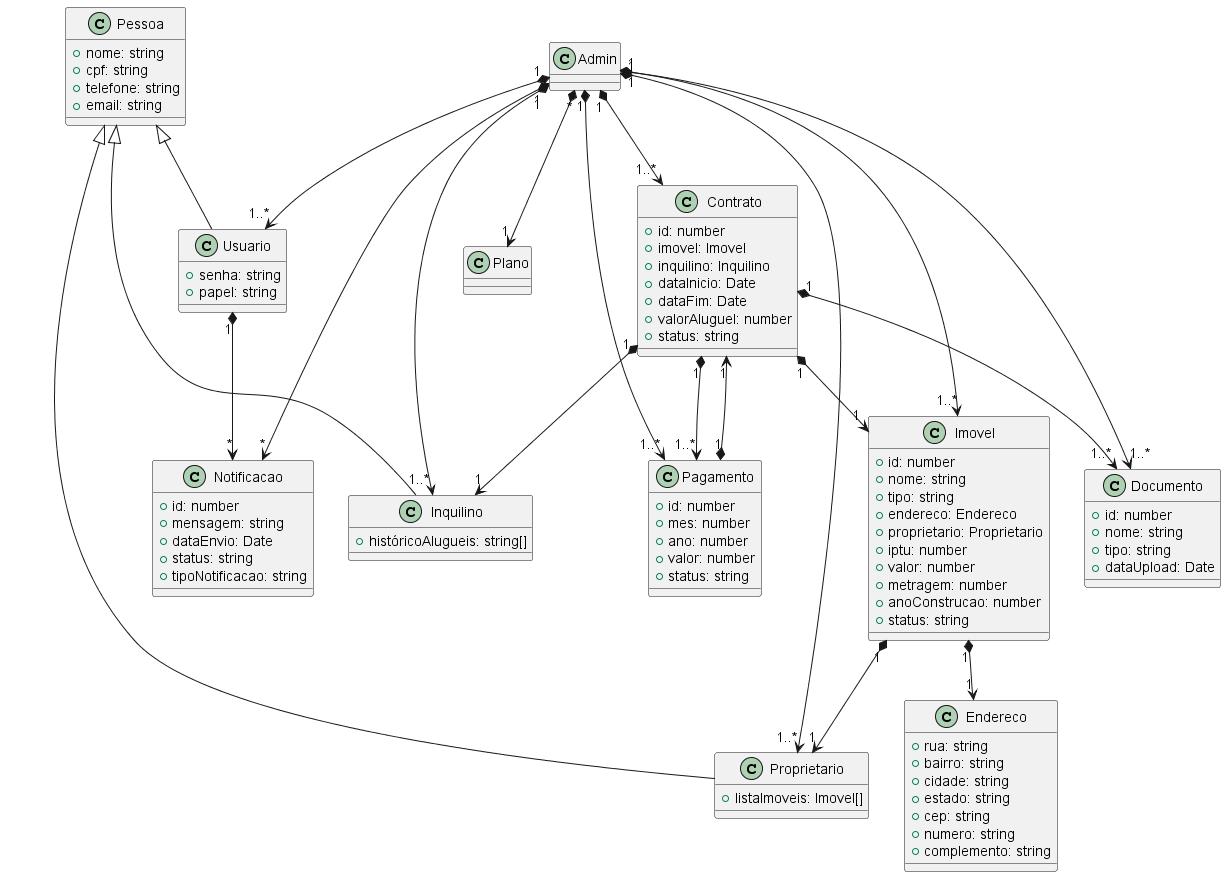 C Pessoa
nome: string
cpf: string
telefone: string
email: string
C Admin
1
1
*
1
1
1
1
1..*
1..*
1
C Usuario
senha: string
papel: string
1
C Plano
C Contrato
id: number
imovel: Imovel
inquilino: Inquilino
dataInicio: Date
dataFim: Date
valorAluguel: number
status: string
1
1
1
1
1
1..*
1
*
*
1..*
1
1..*
1..*
1
1..*
1..*
C Notificacao
id: number
mensagem: string
dataEnvio: Date
status: string
tipoNotificacao: string
C Inquilino
históricoAlugueis: string[]
C Pagamento
id: number
mes: number
ano: number
valor: number
status: string
C Imovel
id: number
nome: string
tipo: string
endereco: Endereco
proprietario: Proprietario
iptu: number
valor: number
metragem: number
anoConstrucao: number
status: string
C Documento
id: number
nome: string
tipo: string
dataUpload: Date
1
1
1
1..*
1
C Proprietario
listaImoveis: Imovel[]
C Endereco
rua: string
bairro: string
cidade: string
estado: string
cep: string
numero: string
complemento: string